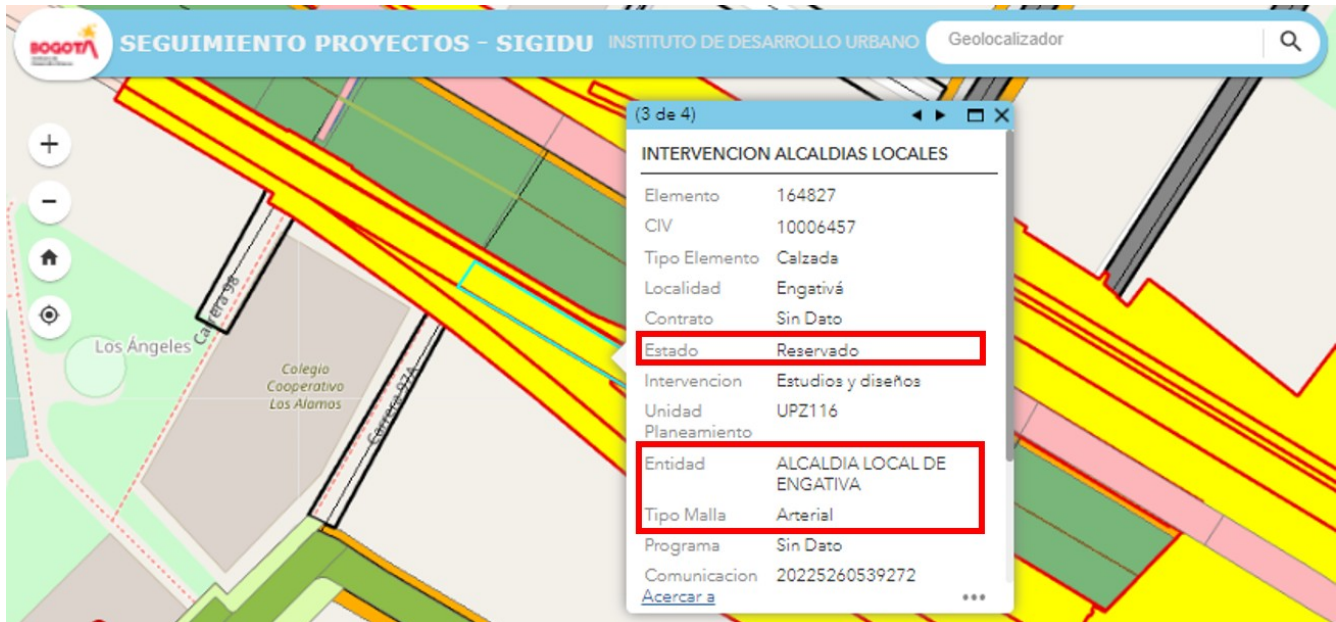 BOGOTÁ
SEGUIMIENTO PROYECTOS - SIGIDU INSTITUTO DE DESARROLLO URBANO
Geolocalizador
(3 de 4)
INTERVENCION ALCALDIAS LOCALES
Elemento 164827
CIV 10006457
Tipo Elemento Calzada
Localidad Engativá
Contrato Sin Dato
Estado Reservado
Intervencion Estudios y diseños
Unidad UPZ116
Planeamiento
Entidad ALCALDIA LOCAL DE
ENGATIVA
Tipo Malla Arterial
Programa Sin Dato
Comunicacion 20225260539272
Acercar a
Carrera 98
Los Ángeles
Colegio
Cooperativo
Los Alamos
Carrera 97A